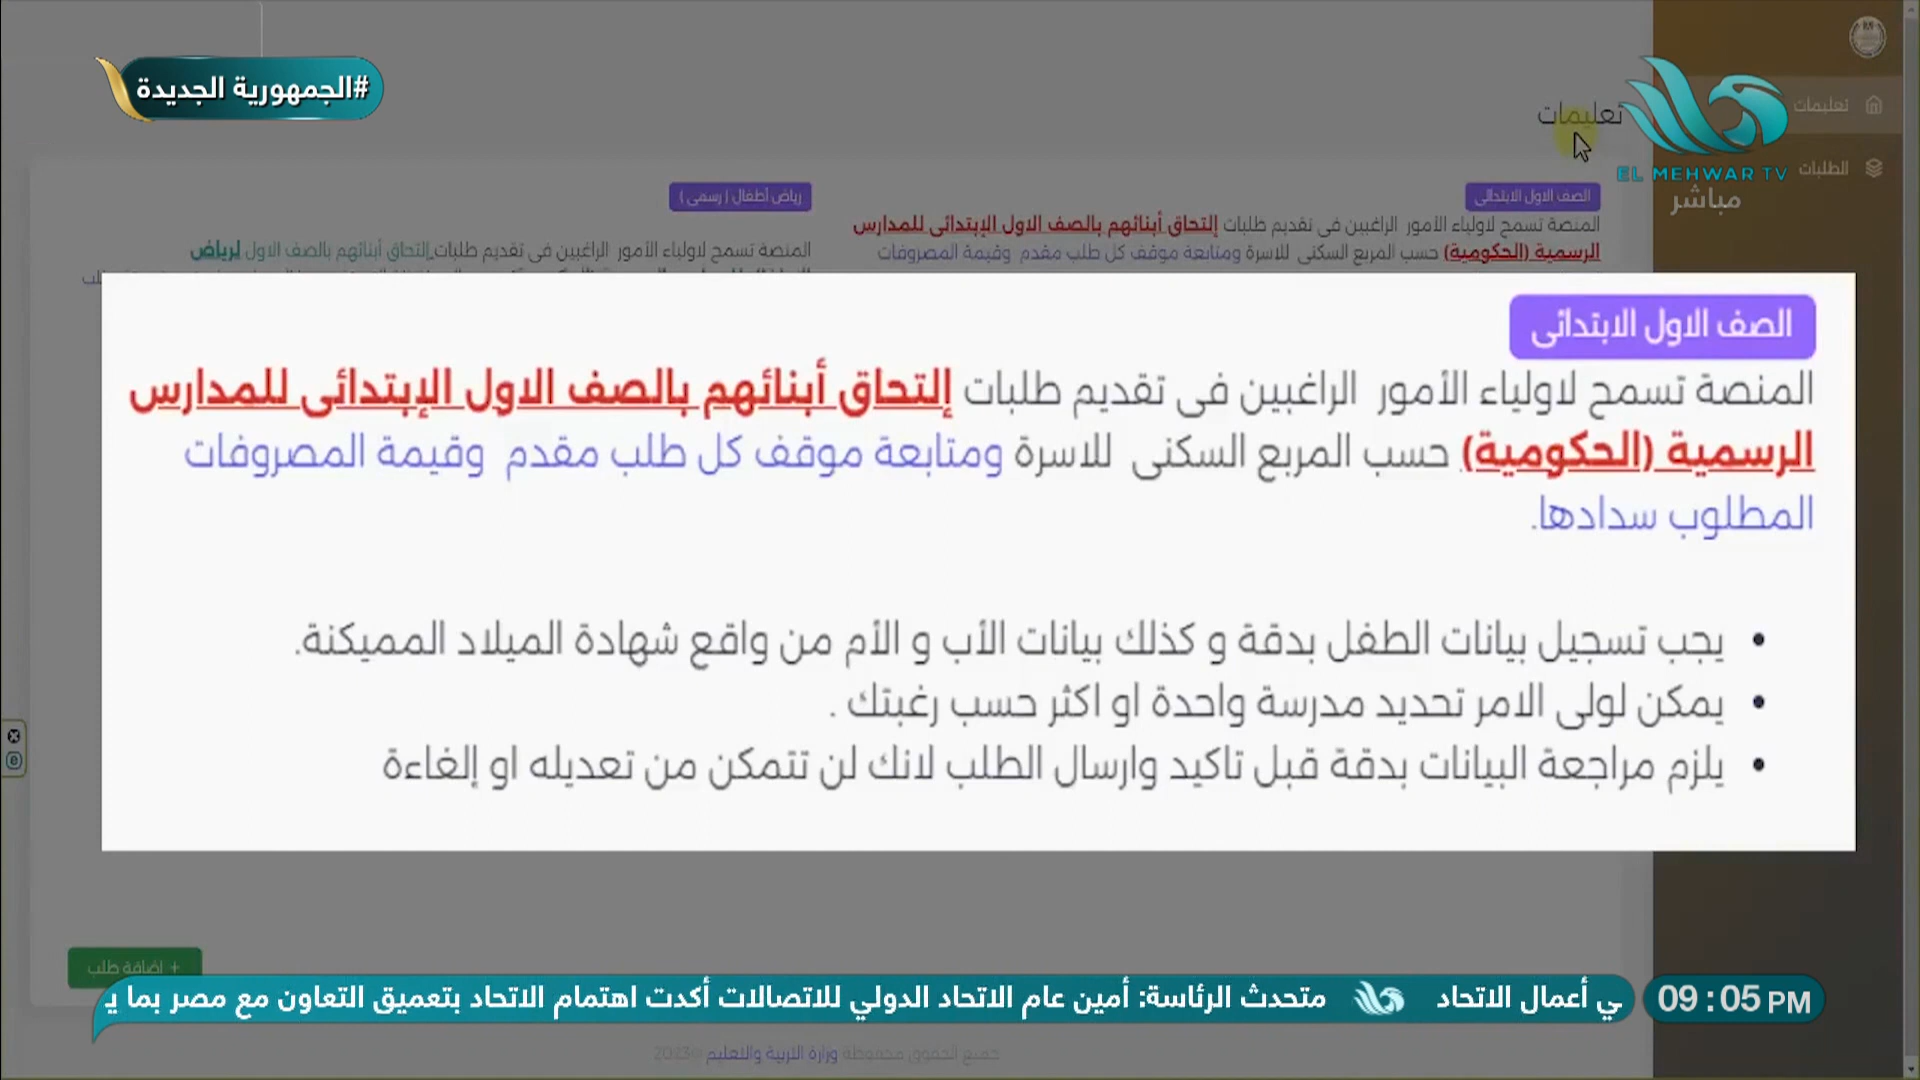 #الجمهورية الجديدة
EL MEHWAR TV
مباشر
تعليمات
الطلبات
تعليمات
الصف الاول الابتدائى
المنصة تسمح لاولياء الأمور الراغبين فى تقديم طلبات إلتحاق أبنائهم بالصف الاول الإبتدائى للمدارس
الرسمية (الحكومية) حسب المربع السكنى للاسرة ومتابعة موقف كل طلب مقدم وقيمة المصروفات
رياض أطفال ( رسمى )
المنصة تسمح لاولياء الأمور الراغبين فى تقديم طلبات إلتحاق أبنائهم بالصف الاول لرياض
الصف الاول الابتدائى
المنصة تسمح لاولياء الأمور الراغبين فى تقديم طلبات إلتحاق أبنائهم بالصف الاول الإبتدائى للمدارس
الرسمية (الحكومية) حسب المربع السكنى للاسرة ومتابعة موقف كل طلب مقدم وقيمة المصروفات
المطلوب سدادها.
• يجب تسجيل بيانات الطفل بدقة و كذلك بيانات الأب و الأم من واقع شهادة الميلاد المميكنة.
• يمكن لولى الامر تحديد مدرسة واحدة او اكثر حسب رغبتك .
• يلزم مراجعة البيانات بدقة قبل تاكيد وارسال الطلب لانك لن تتمكن من تعديله او إلغاءة
+ اضافة طلب
09:05 PM
ي أعمال الاتحاد متحدث الرئاسة: أمين عام الاتحاد الدولي للاتصالات أكدت اهتمام الاتحاد بتعميق التعاون مع مصر بما ي
جميع الحقوق محفوظة وزارة التربية والتعليم ©2023